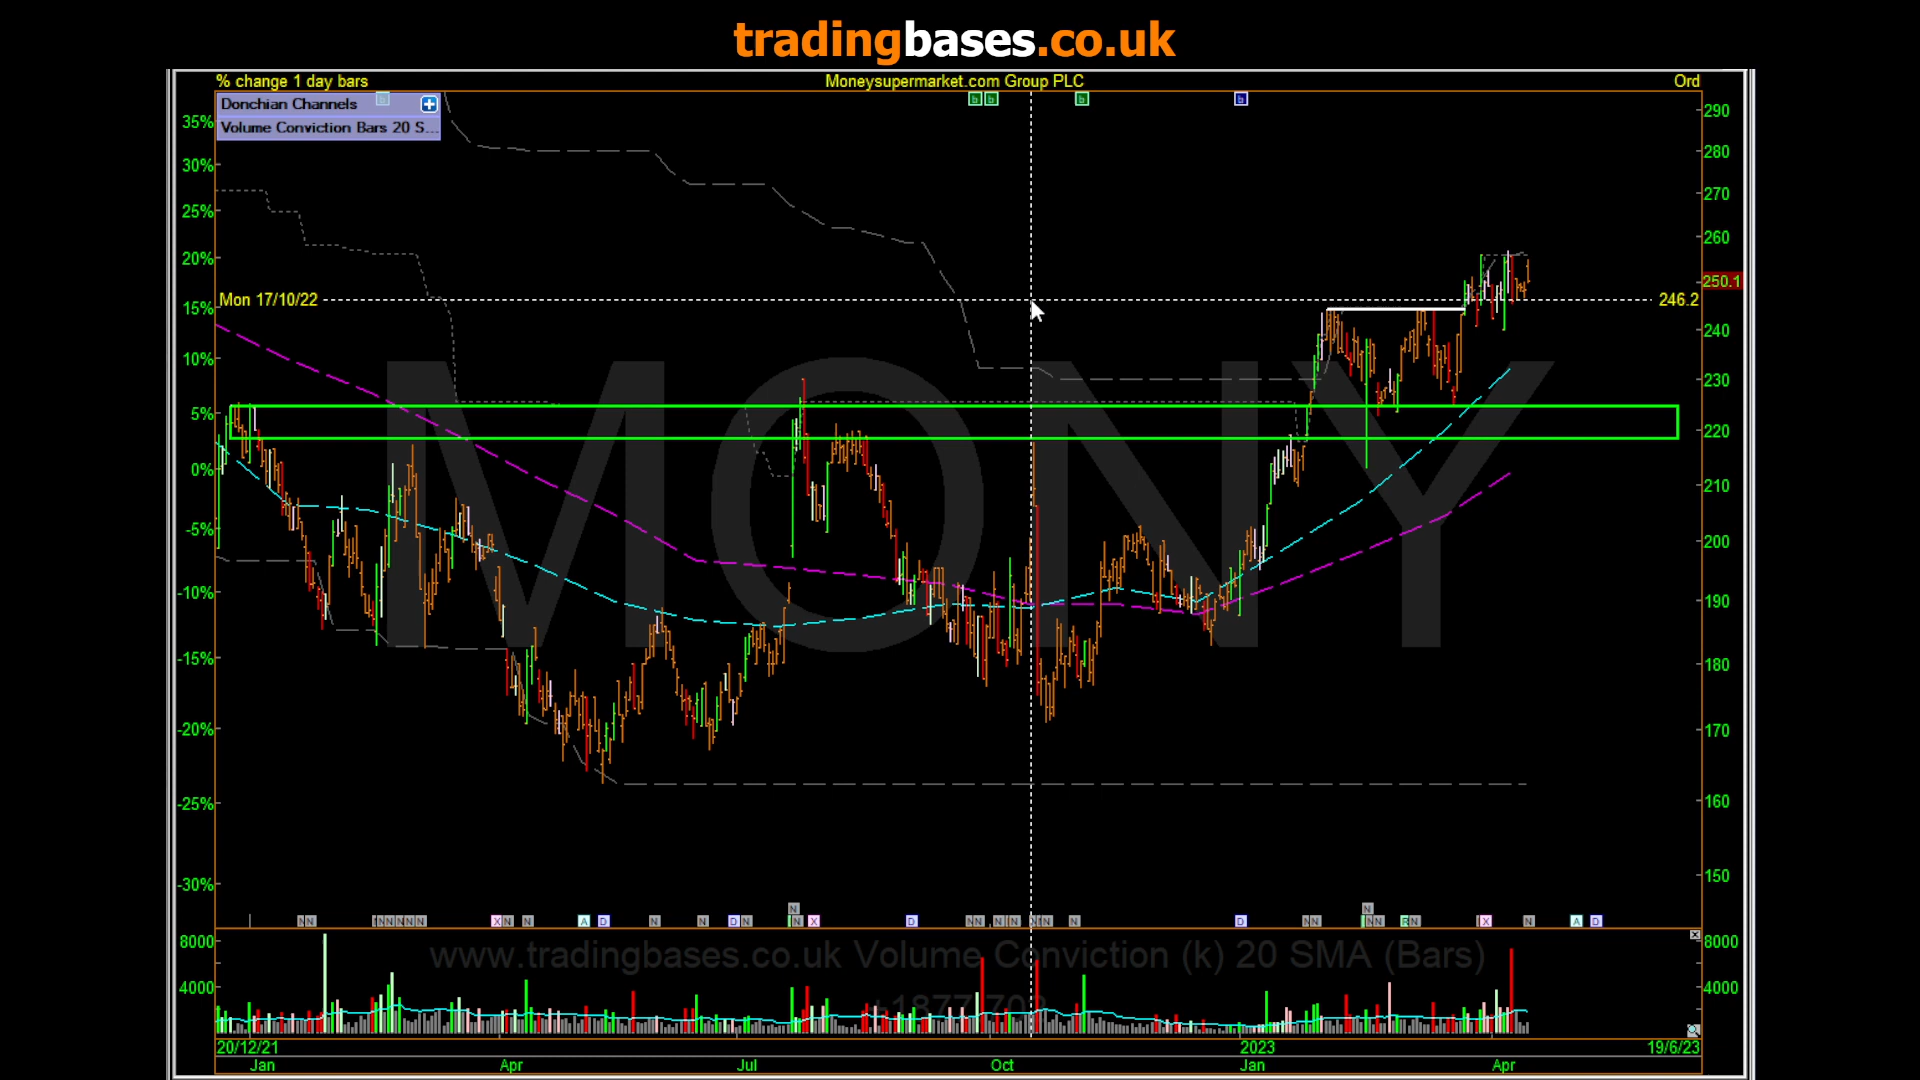 tradingbases.co.uk
% change 1 day bars Moneysupermarket.com Group PLC Ord
Donchian Channels
Volume Conviction Bars 20 S...
35% 290
30% 280
25% 270
20% 260
250.1
Mon 17/10/22 246.2
15% 240
10% 230
5% 220
0% 210
-5% 200
-10% 190
-15% 180
-20% 170
-25% 160
-30% 150
MONY
8000 www.tradingbases.co.uk Volume Conviction (k) 20 SMA (Bars) 8000
4000 4000
20/12/21 2023 19/6/23
Jan Apr Jul Oct Jan Apr